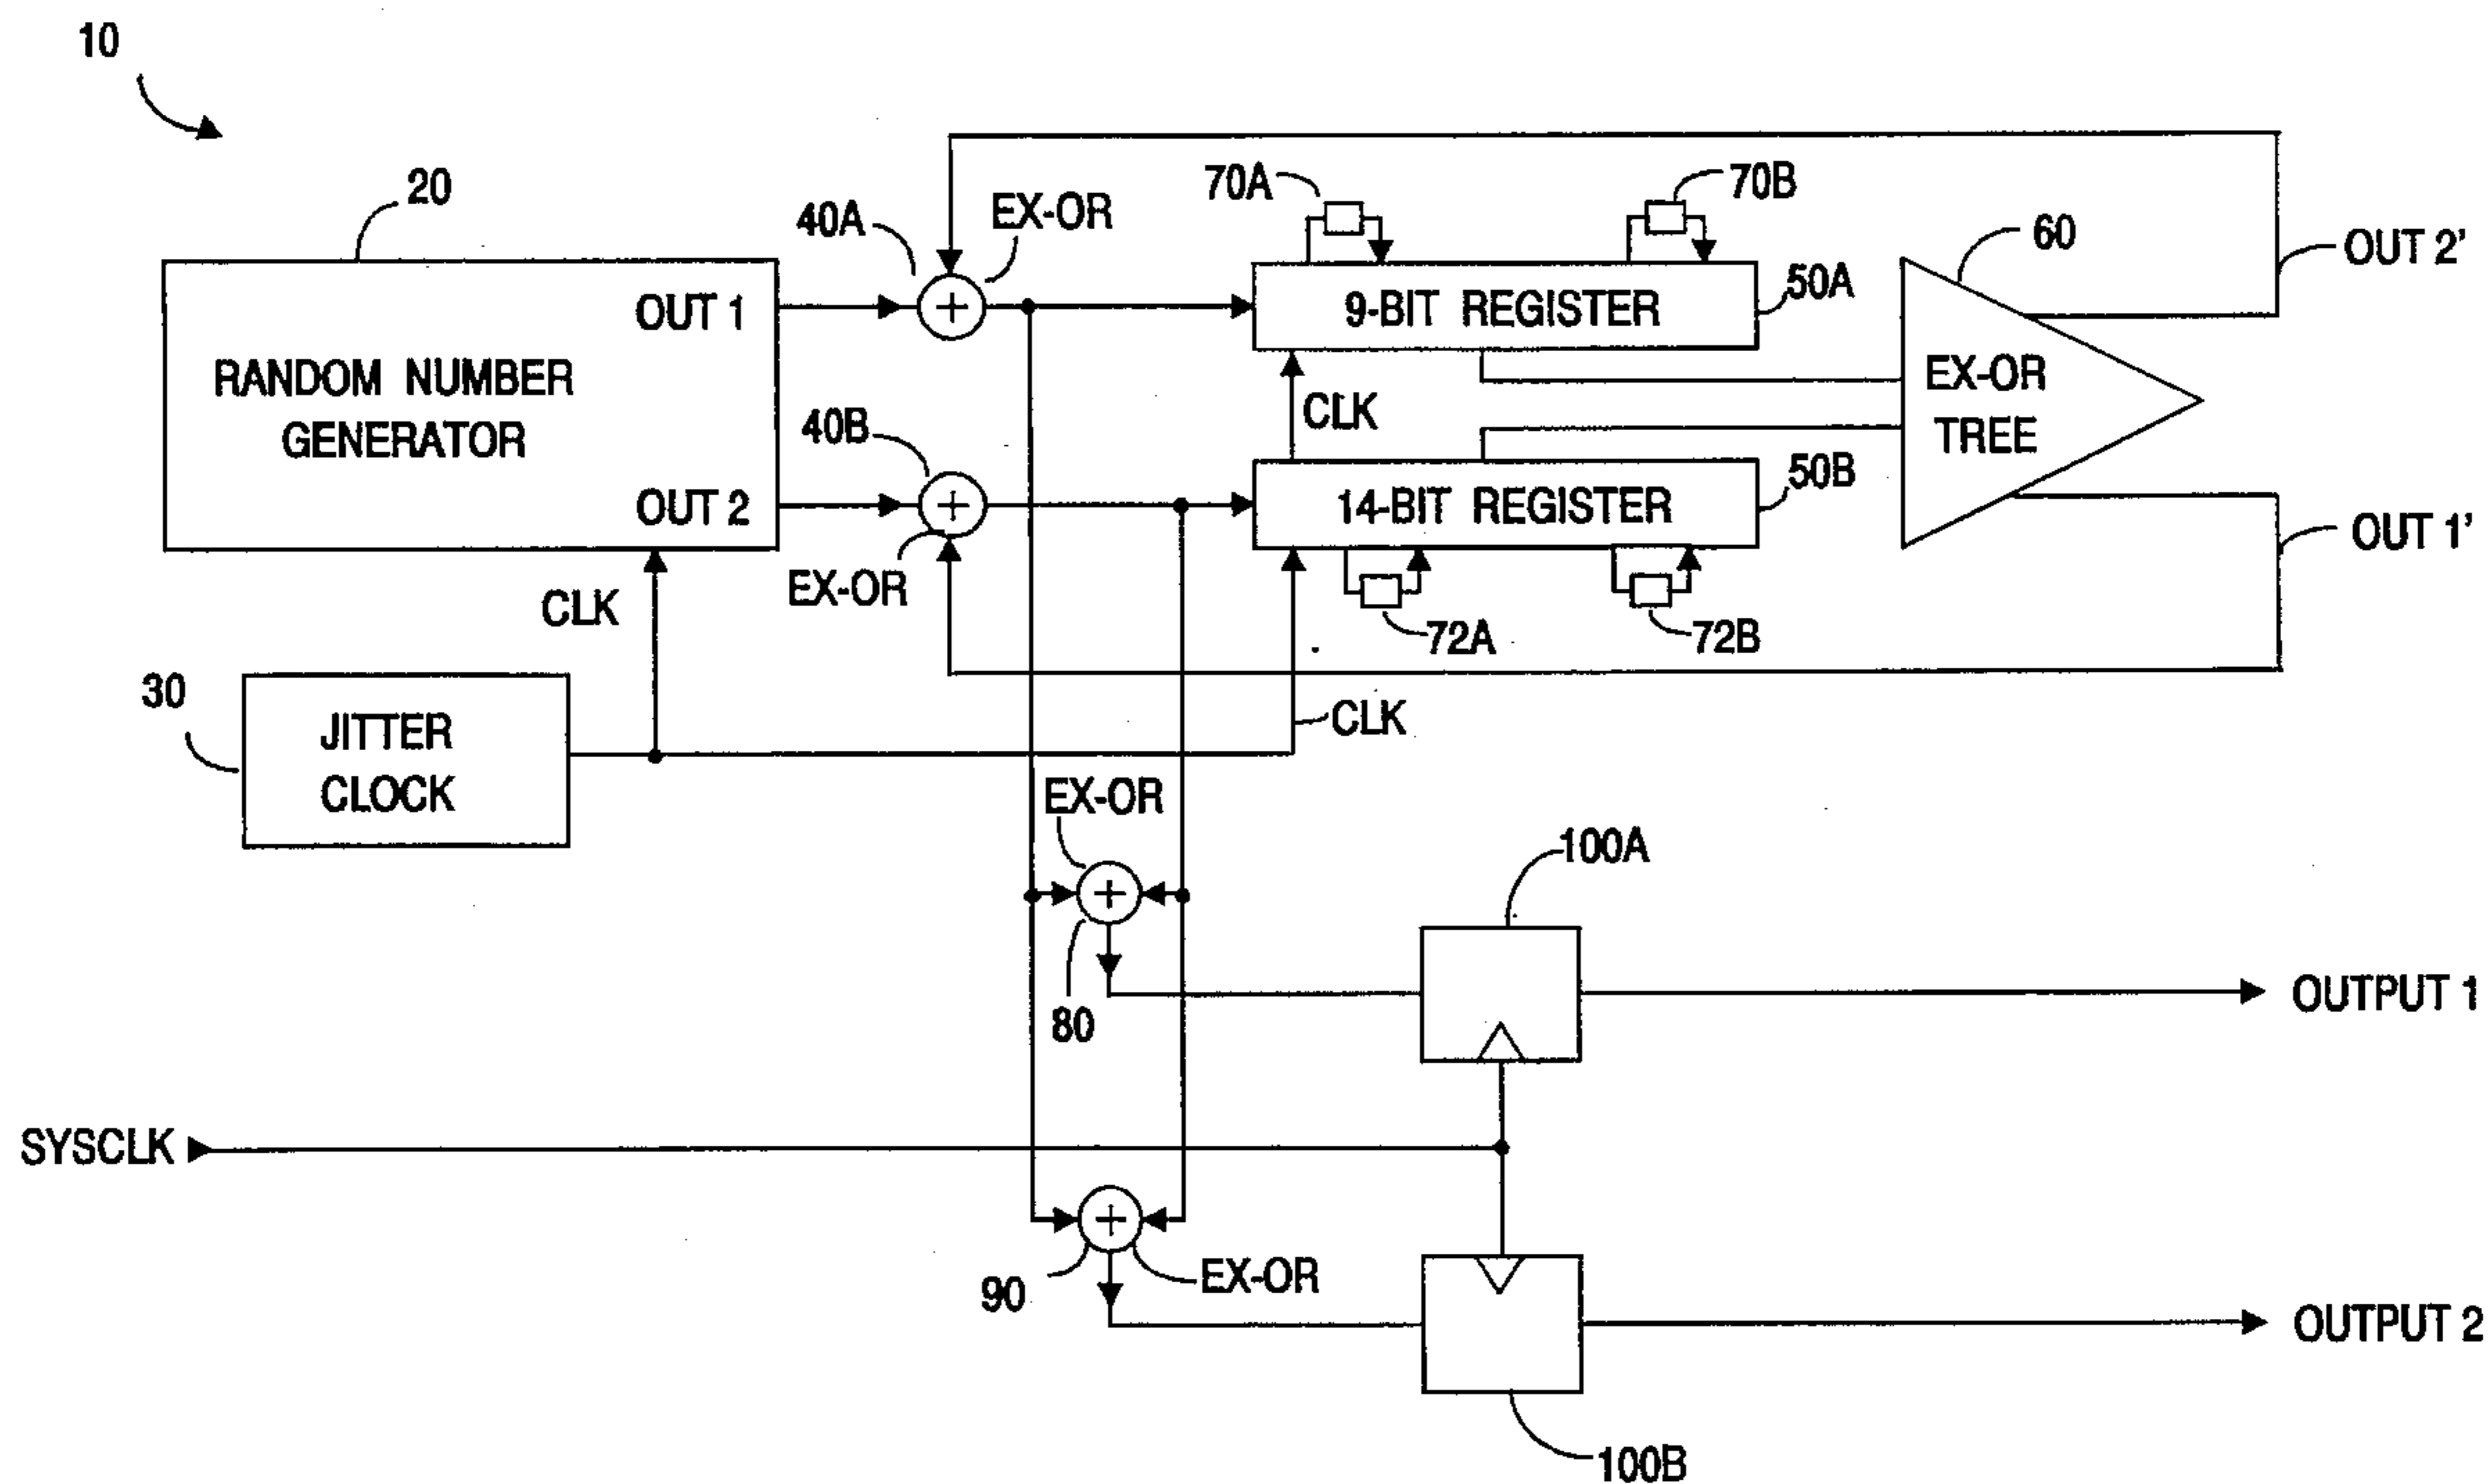 10
20
40A
EX-OR
70A
70B
60
OUT 2'
OUT 1
9-BIT REGISTER
50A
RANDOM NUMBER
GENERATOR
EX-OR
TREE
CLK
40B
OUT 2
14-BIT REGISTER
50B
OUT 1'
EX-OR
CLK
72A
72B
30
JITTER
CLOCK
CLK
EX-OR
80
100A
OUTPUT 1
SYSCLK
90
EX-OR
OUTPUT 2
100B